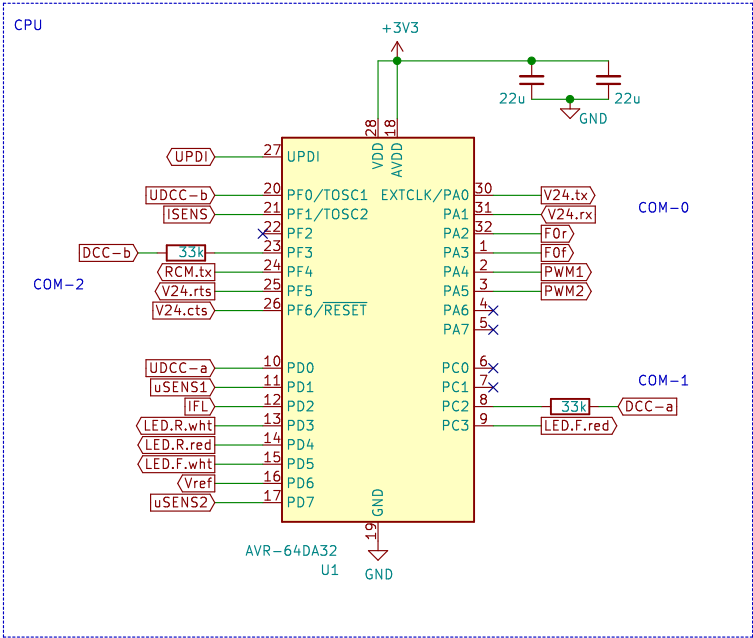 CPU
+3V3
22u
22u
GND
28
18
VDD
AVDD
UPDI
27
UPDI
UDCC-b
20
PF0/TOSC1
EXTCLK/PA0
30
V24.tx
ISENS
21
PF1/TOSC2
PA1
31
V24.rx
COM-0
22
PF2
PA2
32
F0r
DCC-b
33k
23
PF3
PA3
1
F0f
RCM.tx
24
PF4
PA4
2
PWM1
COM-2
V24.rts
25
PF5
PA5
3
PWM2
V24.cts
26
PF6/RESET
PA6
4
PA7
5
UDCC-a
10
PD0
PC0
6
COM-1
uSENS1
11
PD1
PC1
7
IFL
12
PD2
PC2
8
33k
DCC-a
LED.R.wht
13
PD3
PC3
9
LED.F.red
LED.R.red
14
PD4
LED.F.wht
15
PD5
Vref
16
PD6
uSENS2
17
PD7
GND
19
AVR-64DA32
U1
GND